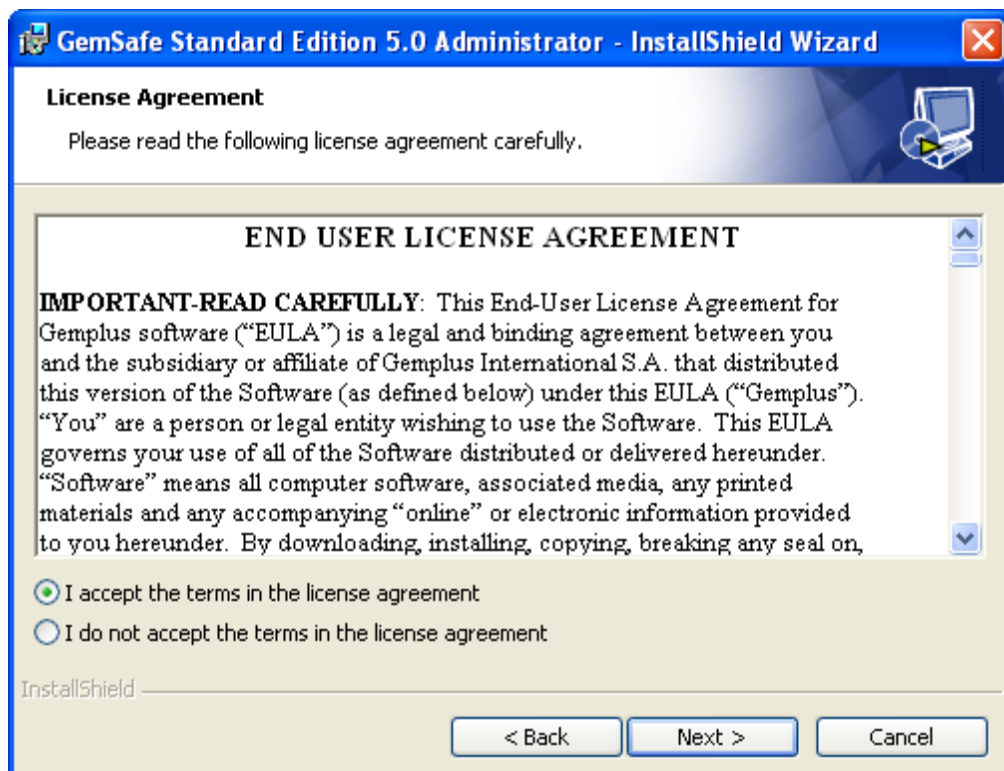 GemSafe Standard Edition 5.0 Administrator - InstallShield Wizard
License Agreement
Please read the following license agreement carefully.
END USER LICENSE AGREEMENT
IMPORTANT-READ CAREFULLY: This End-User License Agreement for
Gemplus software (“EULA”) is a legal and binding agreement between you
and the subsidiary or affiliate of Gemplus International S.A. that distributed
this version of the Software (as defined below) under this EULA (“Gemplus”).
“You” are a person or legal entity wishing to use the Software. This EULA
governs your use of all of the Software distributed or delivered hereunder.
“Software” means all computer software, associated media, any printed
materials and any accompanying “online” or electronic information provided
to you hereunder. By downloading, installing, copying, breaking any seal on,
I accept the terms in the license agreement
I do not accept the terms in the license agreement
InstallShield
< Back Next > Cancel